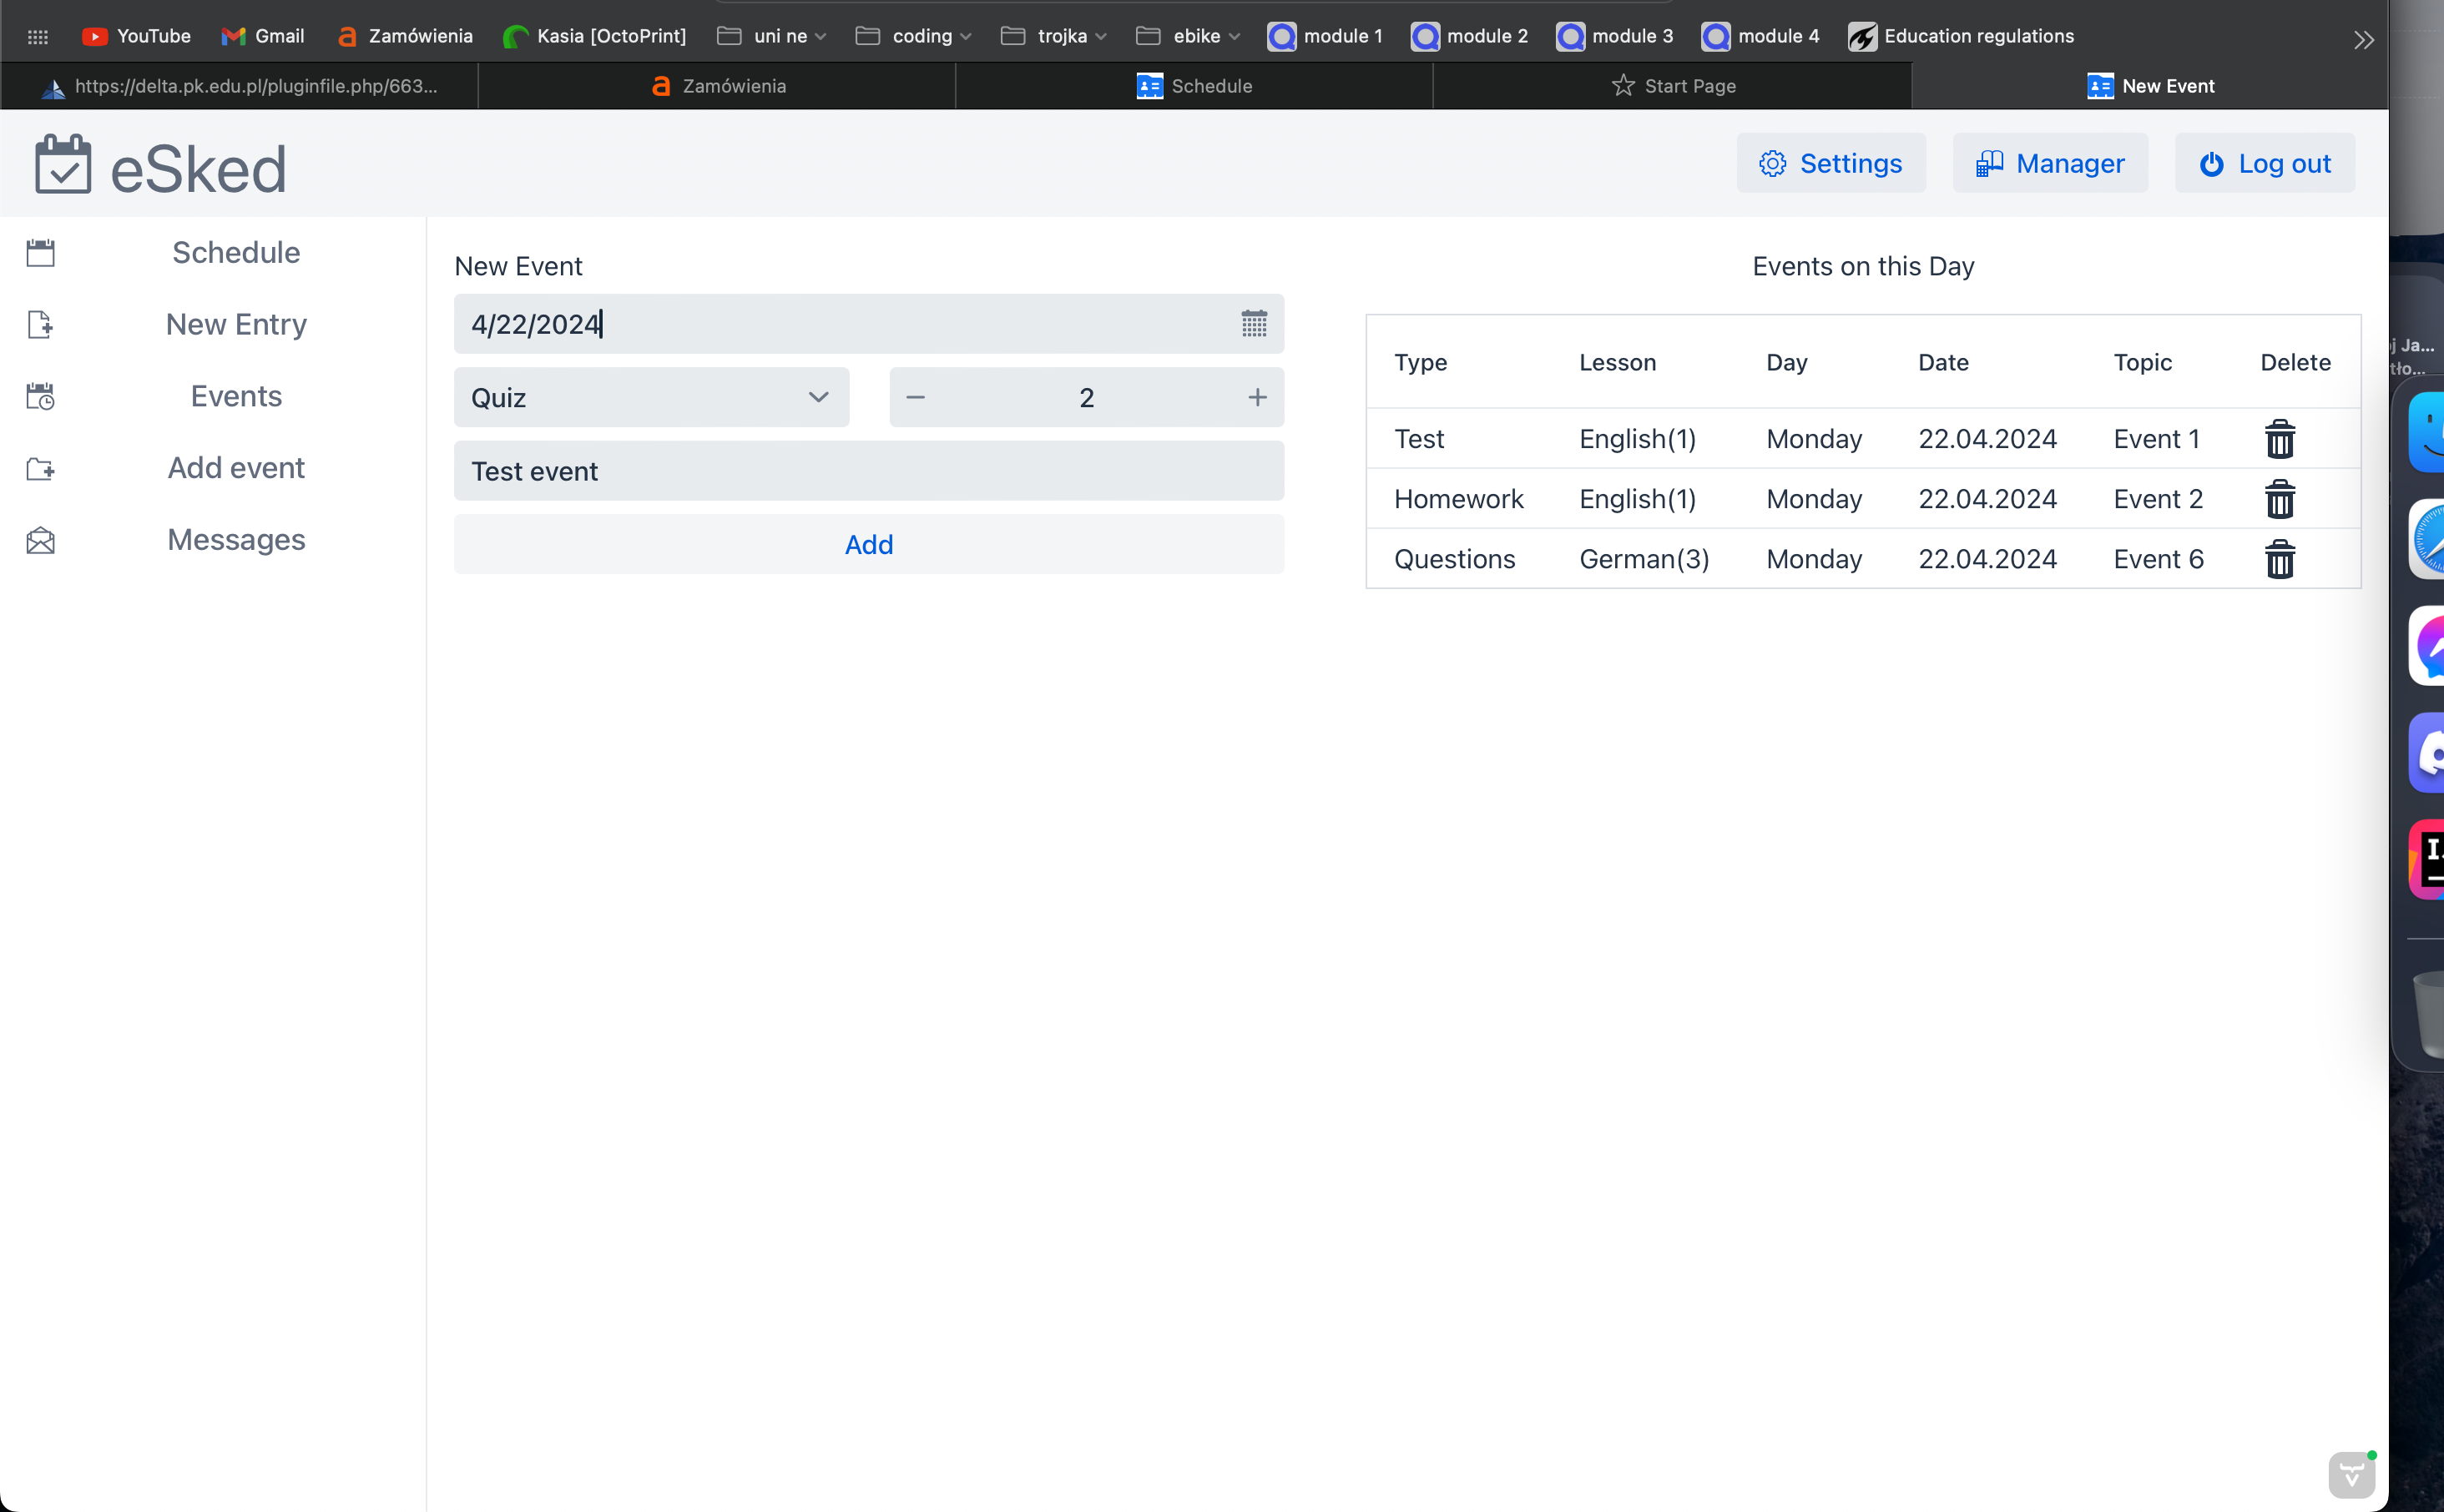 YouTube Gmail Zamówienia Kasia [OctoPrint] uni ne coding trojka ebike module 1 module 2 module 3 module 4 Education regulations
https://delta.pk.edu.pl/pluginfile.php/663... Zamówienia Schedule Start Page New Event
eSked Settings Manager Log out
Schedule
New Entry
Events
Add event
Messages
New Event
4/22/2024
Quiz 2
Test event
Add
Events on this Day
Type Lesson Day Date Topic Delete
Test English(1) Monday 22.04.2024 Event 1
Homework English(1) Monday 22.04.2024 Event 2
Questions German(3) Monday 22.04.2024 Event 6